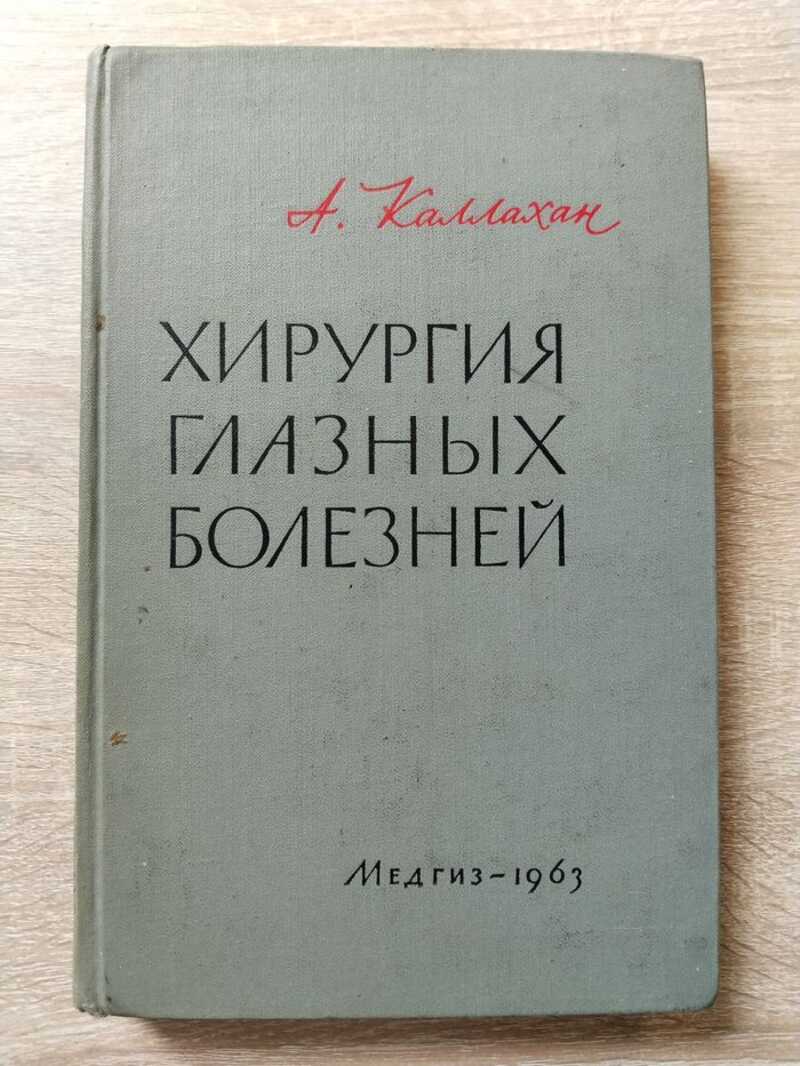 А. Каллахан
ХИРУРГИЯ
ГЛАЗНЫХ
БОЛЕЗНЕЙ
Медгиз-1963